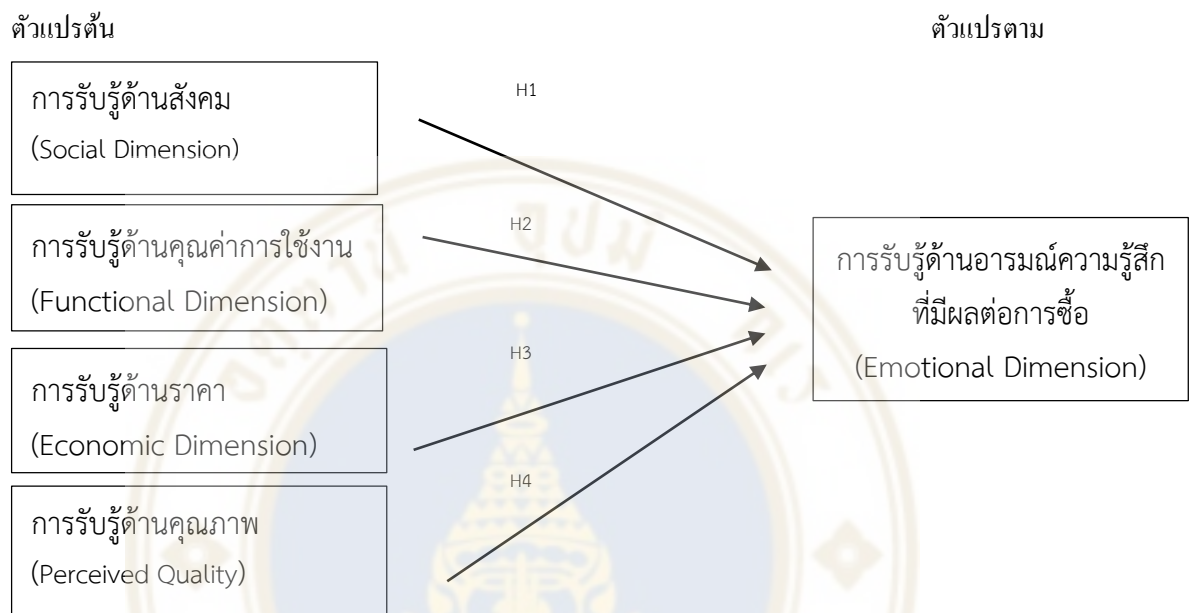 ตัวแปรต้น
ตัวแปรตาม
การรับรู้ด้านสังคม
(Social Dimension)
H1
การรับรู้ด้านคุณค่าการใช้งาน
(Functional Dimension)
H2
การรับรู้ด้านราคา
(Economic Dimension)
H3
การรับรู้ด้านคุณภาพ
(Perceived Quality)
H4
การรับรู้ด้านอารมณ์ความรู้สึก
ที่มีผลต่อการซื้อ
(Emotional Dimension)